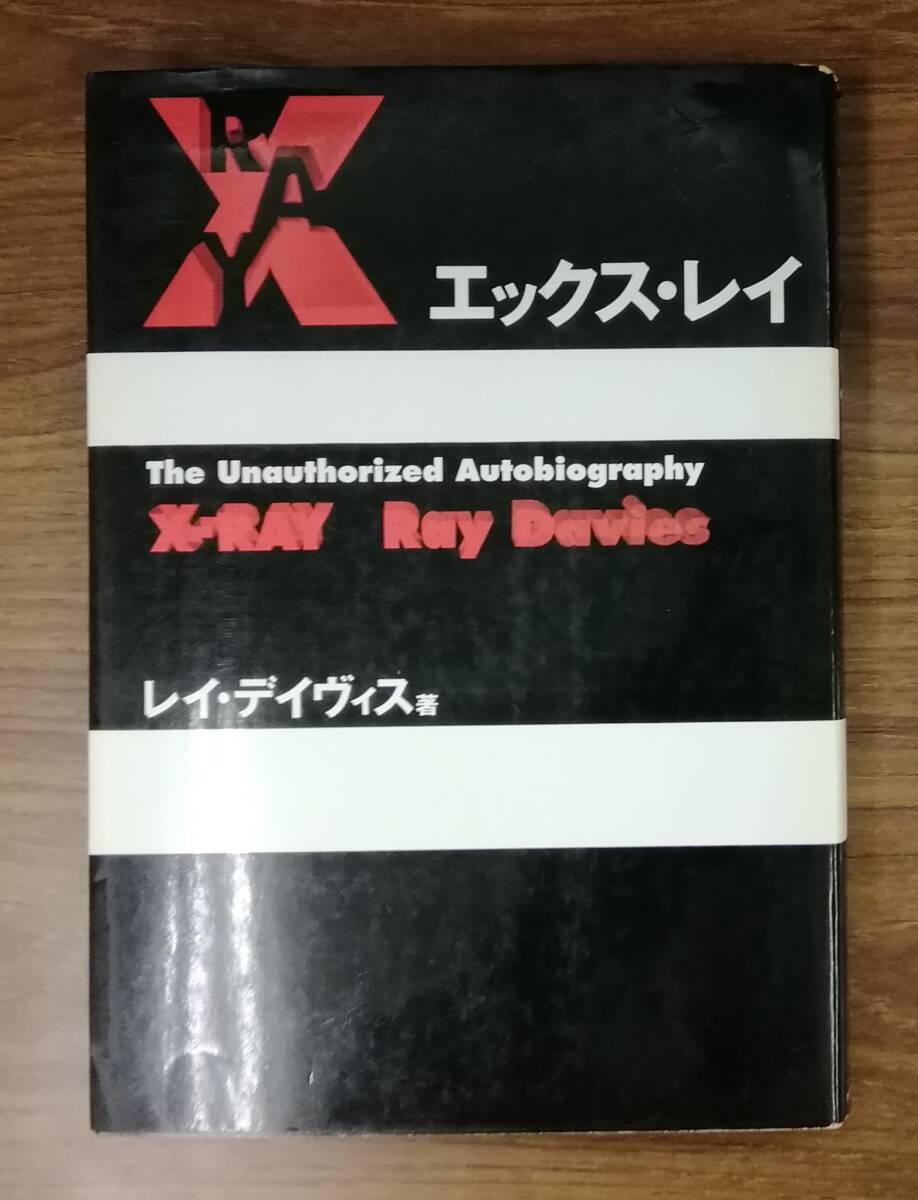 X RAY
エックス・レイ
The Unauthorized Autobiography
X-RAY Ray Davies
レイ・デイヴィス著